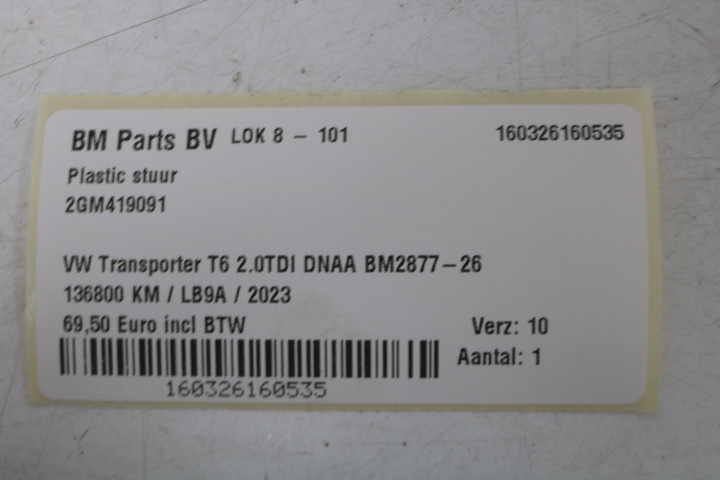 BM Parts BV LOK 8 - 101 160326160535
Plastic stuur
2GM419091
VW Transporter T6 2.0TDI DNAA BM2877-26
136800 KM / LB9A / 2023
69,50 Euro incl BTW Verz: 10
Aantal: 1
160326160535